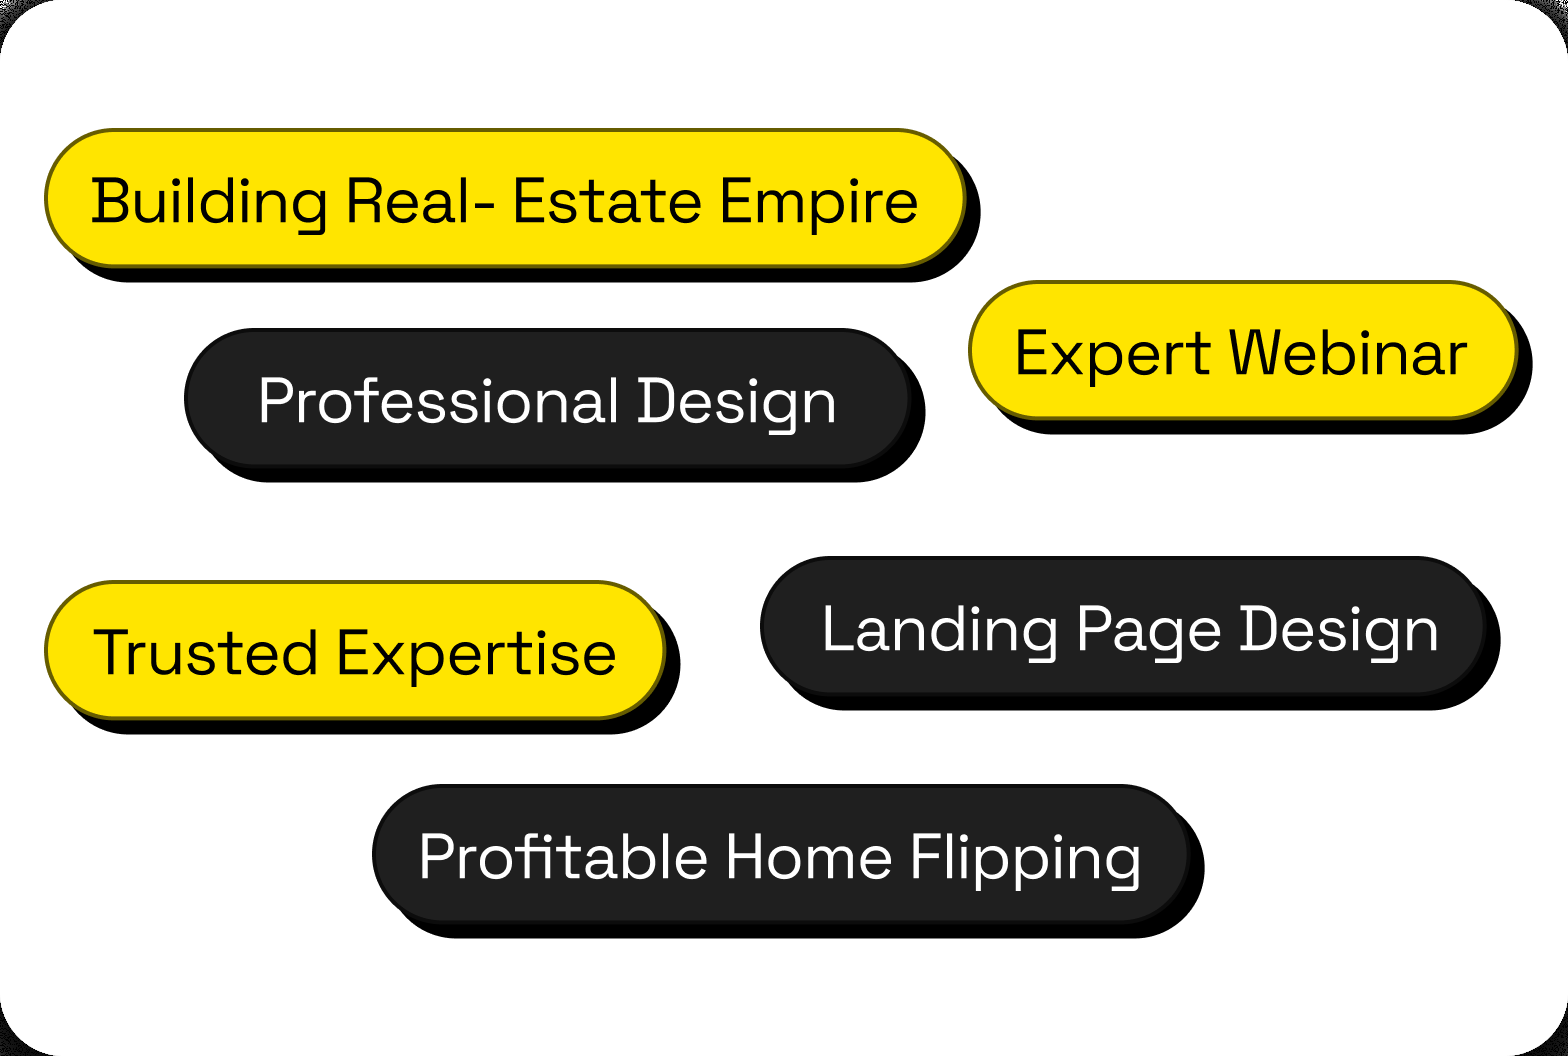 Building Real- Estate Empire
Expert Webinar
Professional Design
Trusted Expertise
Landing Page Design
Profitable Home Flipping